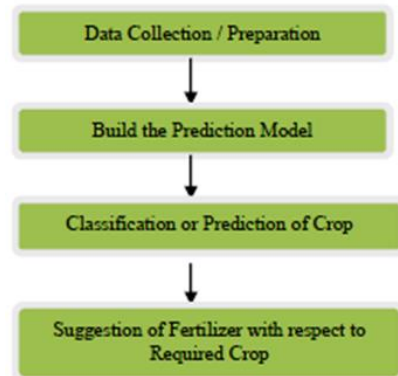 Data Collection / Preparation
Build the Prediction Model
Classification or Prediction of Crop
Suggestion of Fertilizer with respect to
Required Crop